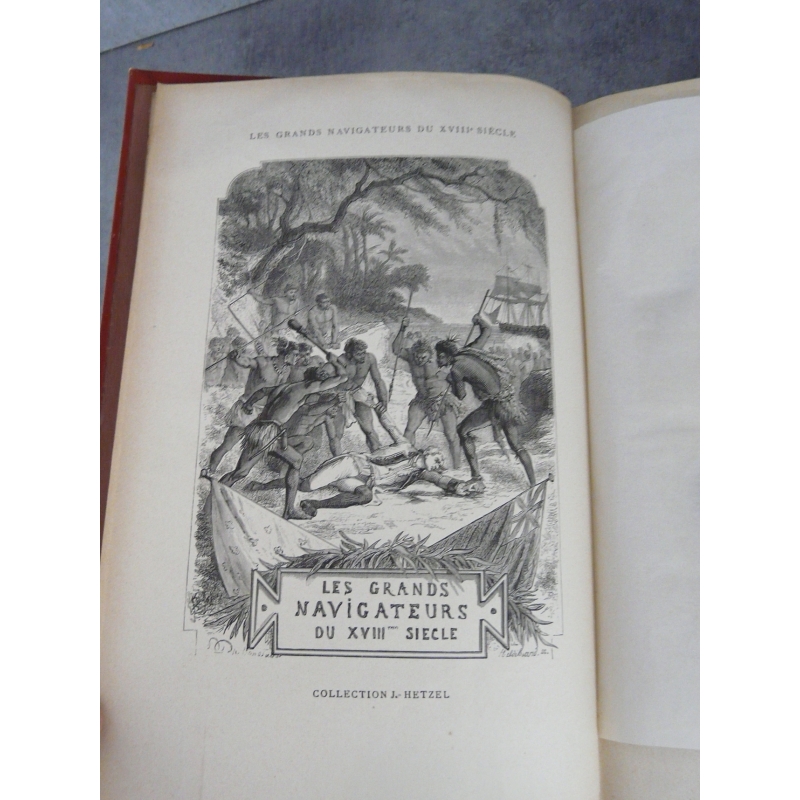 LES GRANDS NAVIGATEURS DU XVIIIᵉ SIÈCLE
LES GRANDS
NAViGATEURS
DU XVIIIᵐᵉ SIECLE
COLLECTION J.-HETZEL